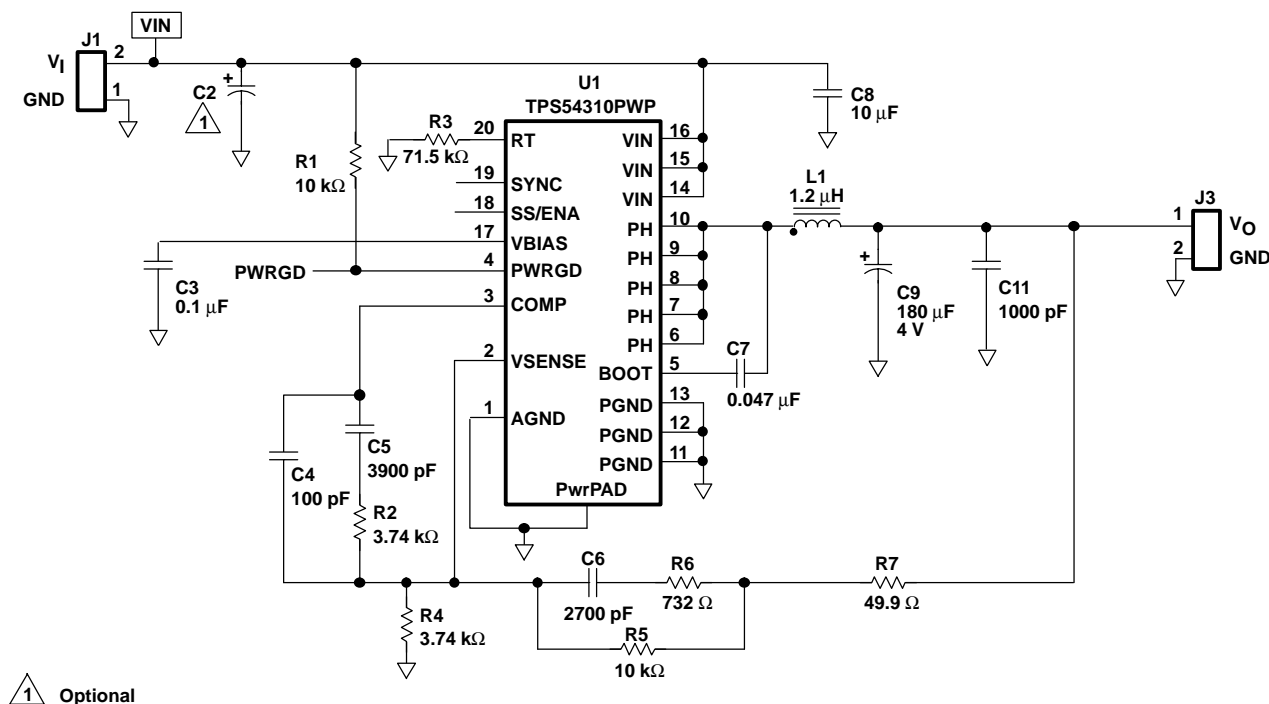 VIN
J1
V_I
2
GND
1
C2
+
1
R1
10 kΩ
R3
71.5 kΩ
U1
TPS54310PWP
20
RT
19
SYNC
18
SS/ENA
17
VBIAS
PWRGD
4
PWRGD
3
COMP
2
VSENSE
1
AGND
VIN
16
VIN
15
VIN
14
PH
10
PH
9
PH
8
PH
7
PH
6
BOOT
5
PGND
13
PGND
12
PGND
11
PwrPAD
C8
10 μF
L1
1.2 μH
J3
1
V_O
2
GND
+
C9
180 μF
4 V
C11
1000 pF
C7
0.047 μF
C3
0.1 μF
C5
3900 pF
C4
100 pF
R2
3.74 kΩ
R4
3.74 kΩ
C6
2700 pF
R6
732 Ω
R7
49.9 Ω
R5
10 kΩ
1 Optional